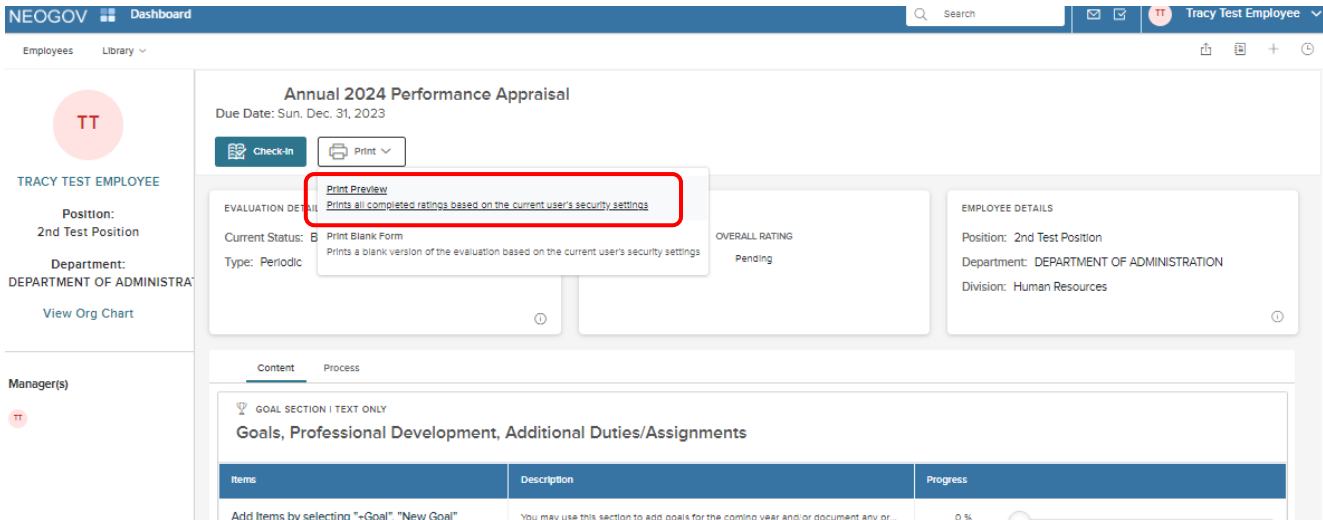 NEOGOV Dashboard
Search
TT Tracy Test Employee
Employees Library
TT
TRACY TEST EMPLOYEE
Position:
2nd Test Position
Department:
DEPARTMENT OF ADMINISTRA
View Org Chart
Manager(s)
TT
Annual 2024 Performance Appraisal
Due Date: Sun. Dec. 31, 2023
Check-In Print
Print Preview
Prints all completed ratings based on the current user's security settings
Print Blank Form
Prints a blank version of the evaluation based on the current user's security settings
EVALUATION DETAIL
Current Status: B
Type: Periodic
OVERALL RATING
Pending
EMPLOYEE DETAILS
Position: 2nd Test Position
Department: DEPARTMENT OF ADMINISTRATION
Division: Human Resources
Content Process
GOAL SECTION | TEXT ONLY
Goals, Professional Development, Additional Duties/Assignments
Items Description Progress
Add Items by selecting "+Goal", "New Goal" You may use this section to add goals for the coming year and/or document any pr... 0 %